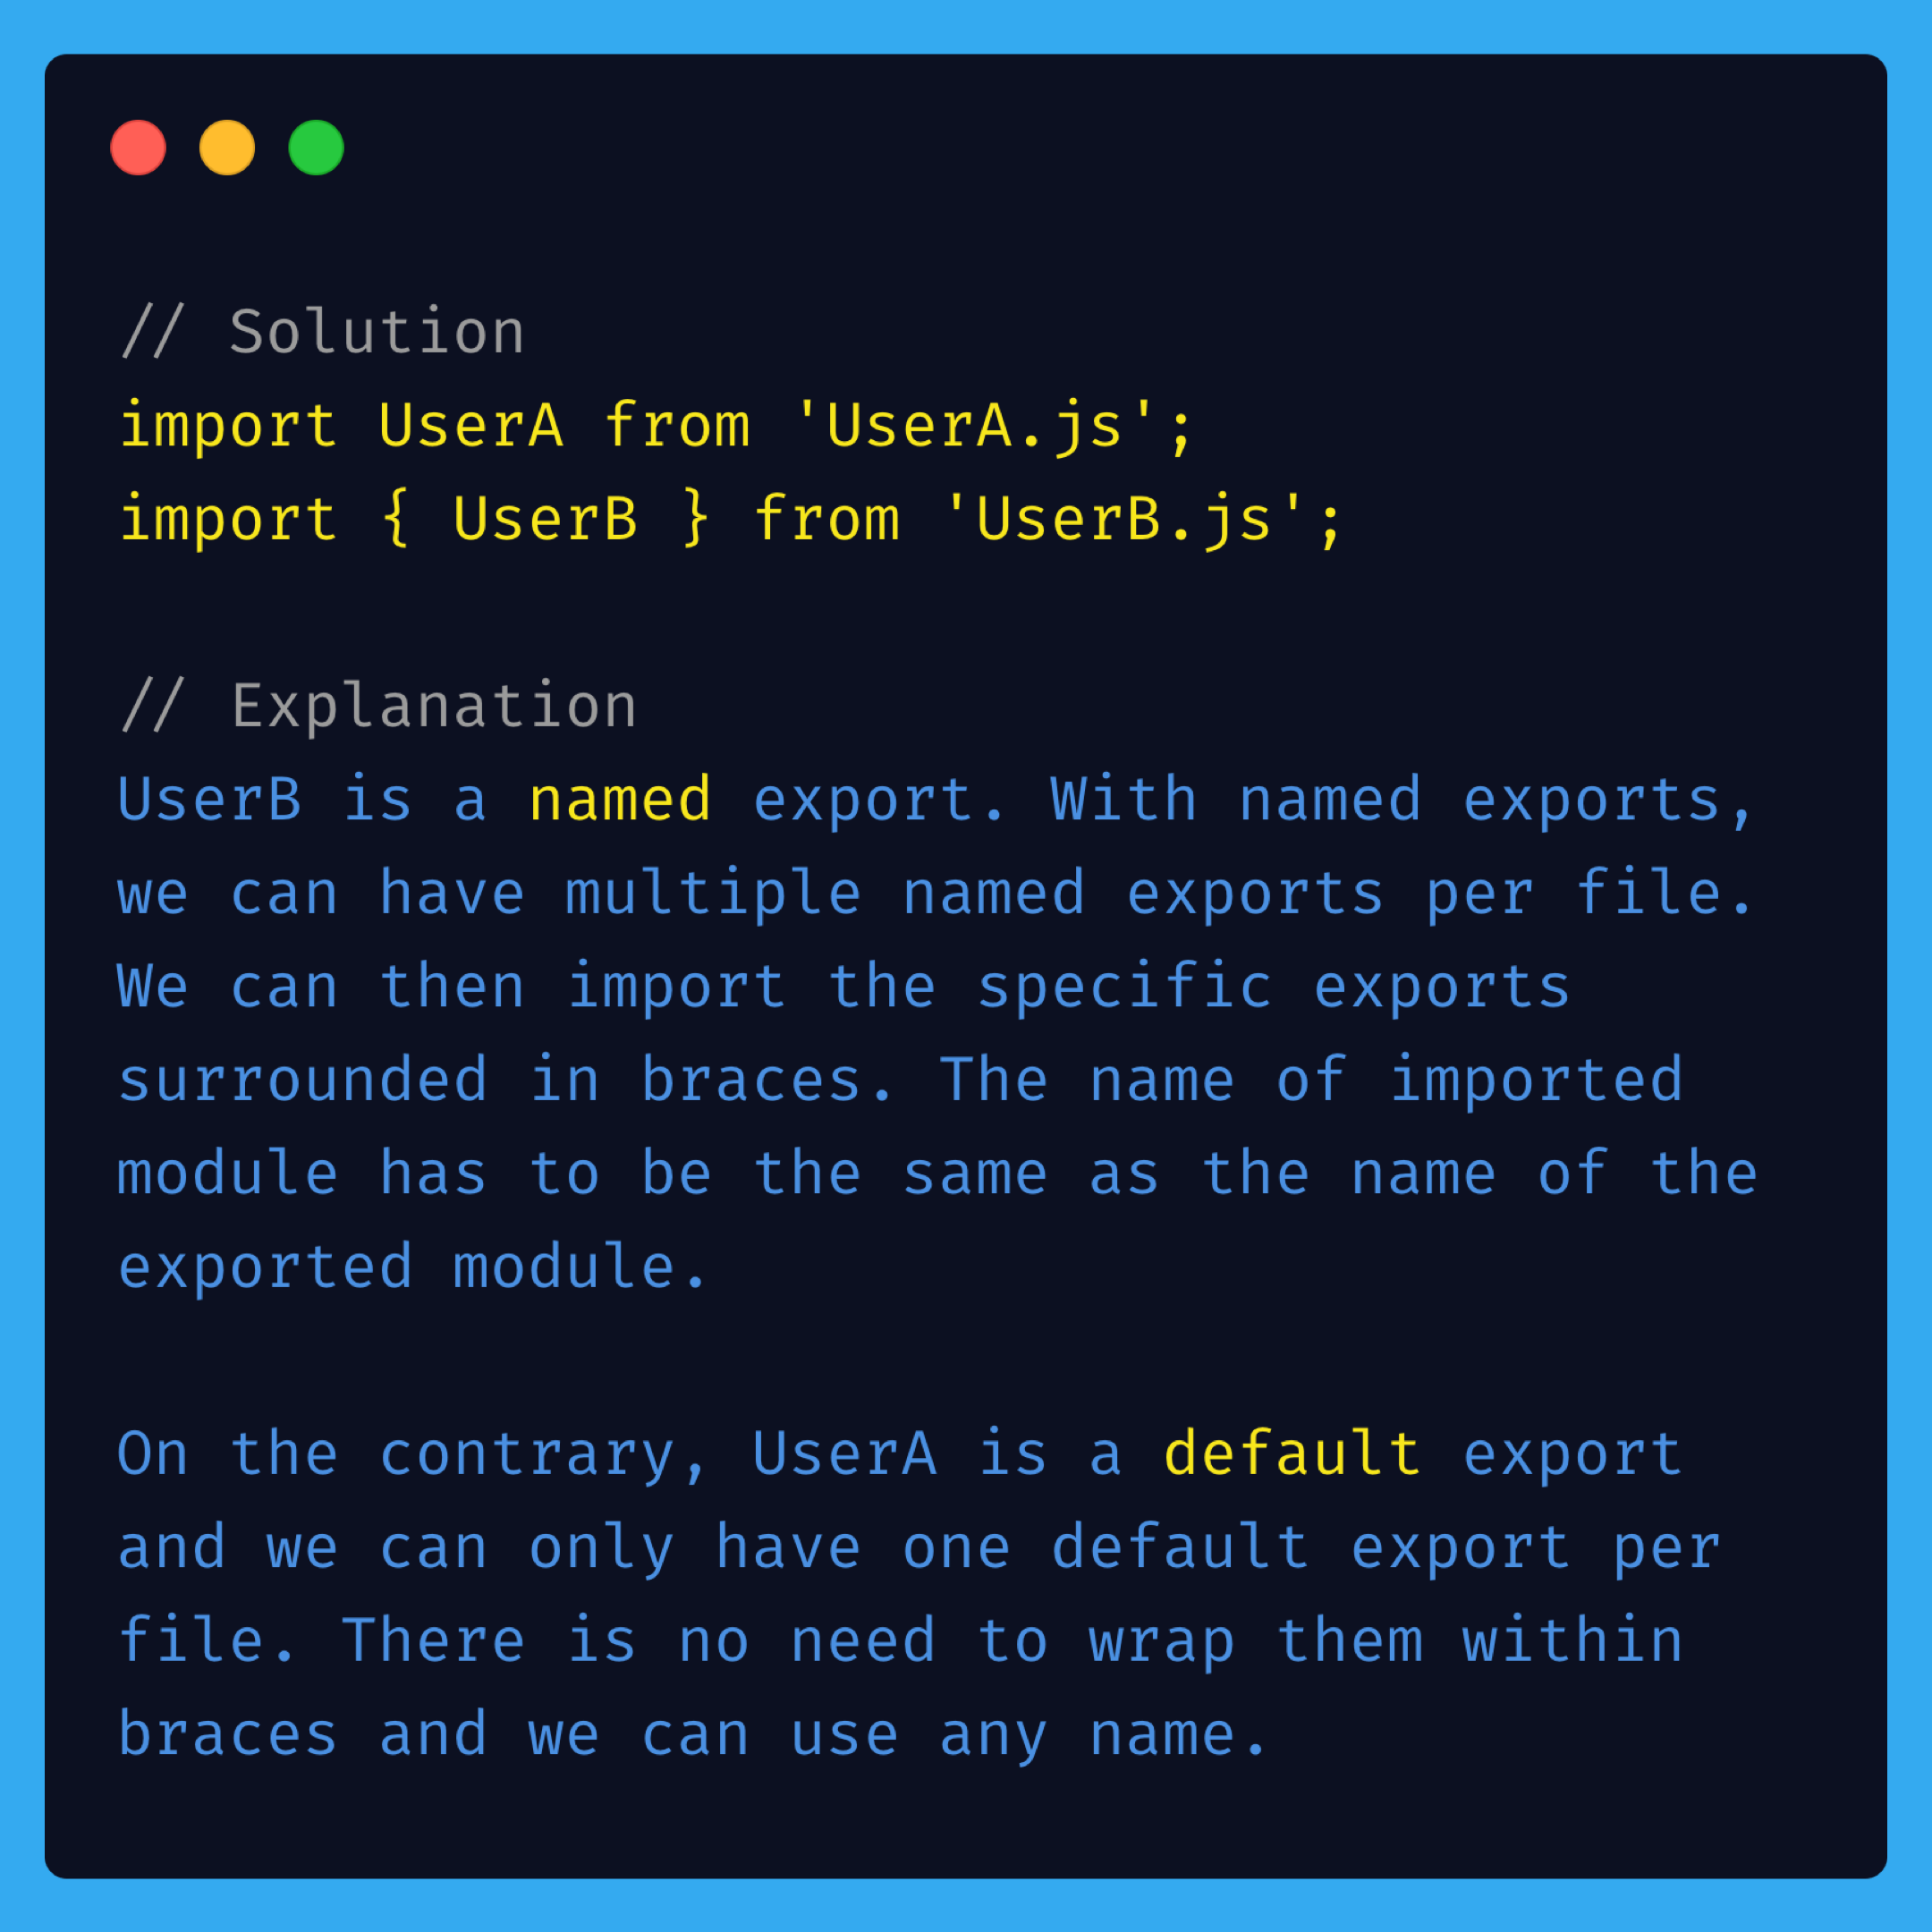 // Solution
import UserA from 'UserA.js';
import { UserB } from 'UserB.js';
// Explanation
UserB is a named export. With named exports,
we can have multiple named exports per file.
We can then import the specific exports
surrounded in braces. The name of imported
module has to be the same as the name of the
exported module.
On the contrary, UserA is a default export
and we can only have one default export per
file. There is no need to wrap them within
braces and we can use any name.